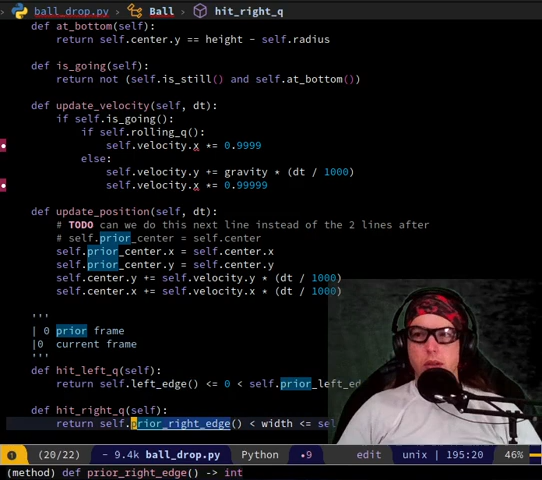 ball_drop.py > Ball > hit_right_q
def at_bottom(self):
return self.center.y == height - self.radius
def is_going(self):
return not (self.is_still() and self.at_bottom())
def update_velocity(self, dt):
if self.is_going():
if self.rolling_q():
self.velocity.x *= 0.9999
else:
self.velocity.y += gravity * (dt / 1000)
self.velocity.x *= 0.99999
def update_position(self, dt):
# TODO can we do this next line instead of the 2 lines after
# self.prior_center = self.center
self.prior_center.x = self.center.x
self.prior_center.y = self.center.y
self.center.y += self.velocity.y * (dt / 1000)
self.center.x += self.velocity.x * (dt / 1000)
'''
| 0 prior frame
|0  current frame
'''
def hit_left_q(self):
return self.left_edge() <= 0 < self.prior_left_ed
def hit_right_q(self):
return self.prior_right_edge() < width <= sel
1 (20/22) - 9.4k ball_drop.py Python •9 edit unix | 195:20 46%
(method) def prior_right_edge() -> int